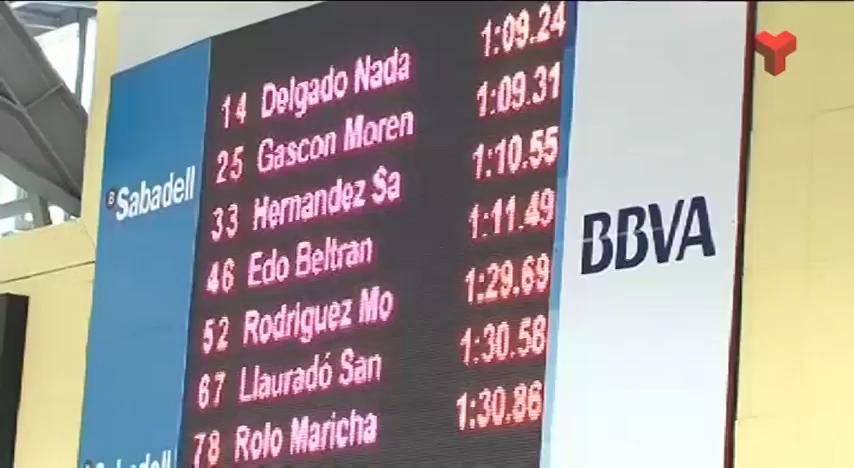 14 Delgado Nada 1:09.24
25 Gascon Moren 1:09.31
33 Hernandez Sa 1:10.55
46 Edo Beltran 1:11.49
52 Rodriguez Mo 1:29.69
67 Llauradó San 1:30.58
78 Rolo Maricha 1:30.86
B Sabadell
BBVA
Sabadell